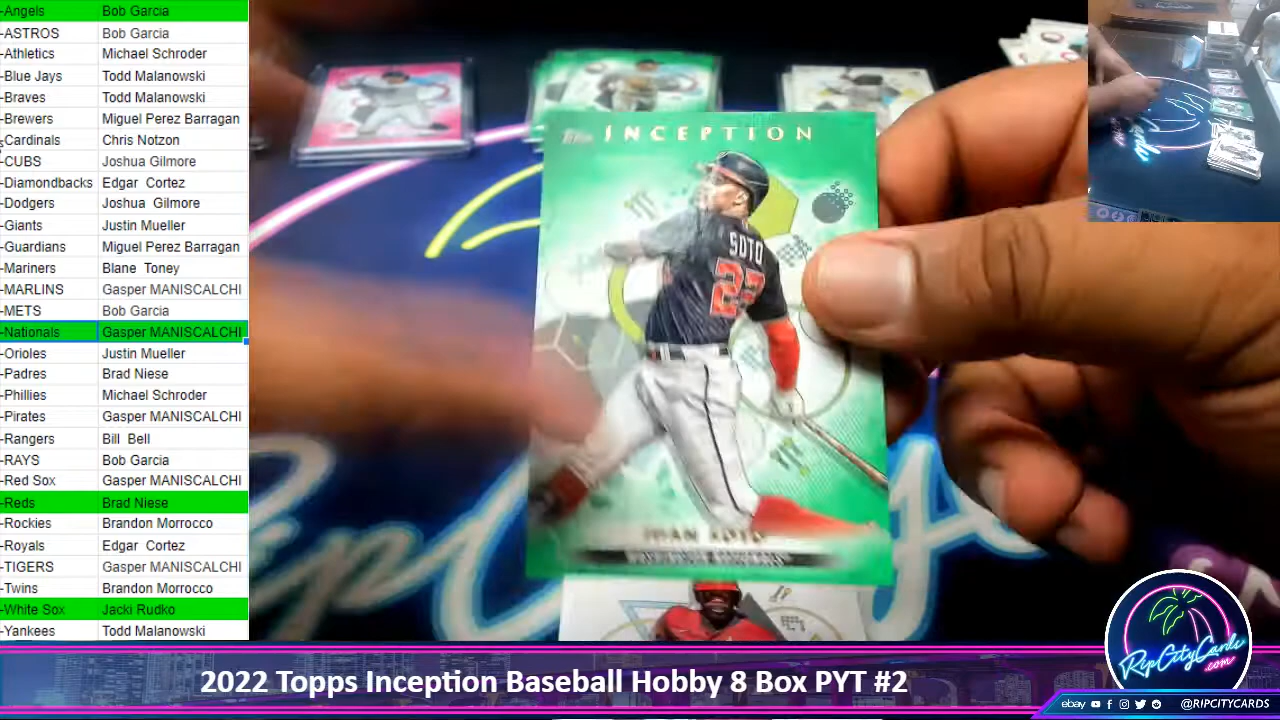 -Angels Bob Garcia
-ASTROS Bob Garcia
-Athletics Michael Schroder
-Blue Jays Todd Malanowski
-Braves Todd Malanowski
-Brewers Miguel Perez Barragan
-Cardinals Chris Notzon
-CUBS Joshua Gilmore
-Diamondbacks Edgar Cortez
-Dodgers Joshua Gilmore
-Giants Justin Mueller
-Guardians Miguel Perez Barragan
-Mariners Blane Toney
-MARLINS Gasper MANISCALCHI
-METS Bob Garcia
-Nationals Gasper MANISCALCHI
-Orioles Justin Mueller
-Padres Brad Niese
-Phillies Michael Schroder
-Pirates Gasper MANISCALCHI
-Rangers Bill Bell
-RAYS Bob Garcia
-Red Sox Gasper MANISCALCHI
-Reds Brad Niese
-Rockies Brandon Morrocco
-Royals Edgar Cortez
-TIGERS Gasper MANISCALCHI
-Twins Brandon Morrocco
-White Sox Jacki Rudko
-Yankees Todd Malanowski
Topps INCEPTION
SOTO
22
JUAN SOTO
RipCityCards
.com
2022 Topps Inception Baseball Hobby 8 Box PYT #2
ebay @RIPCITYCARDS